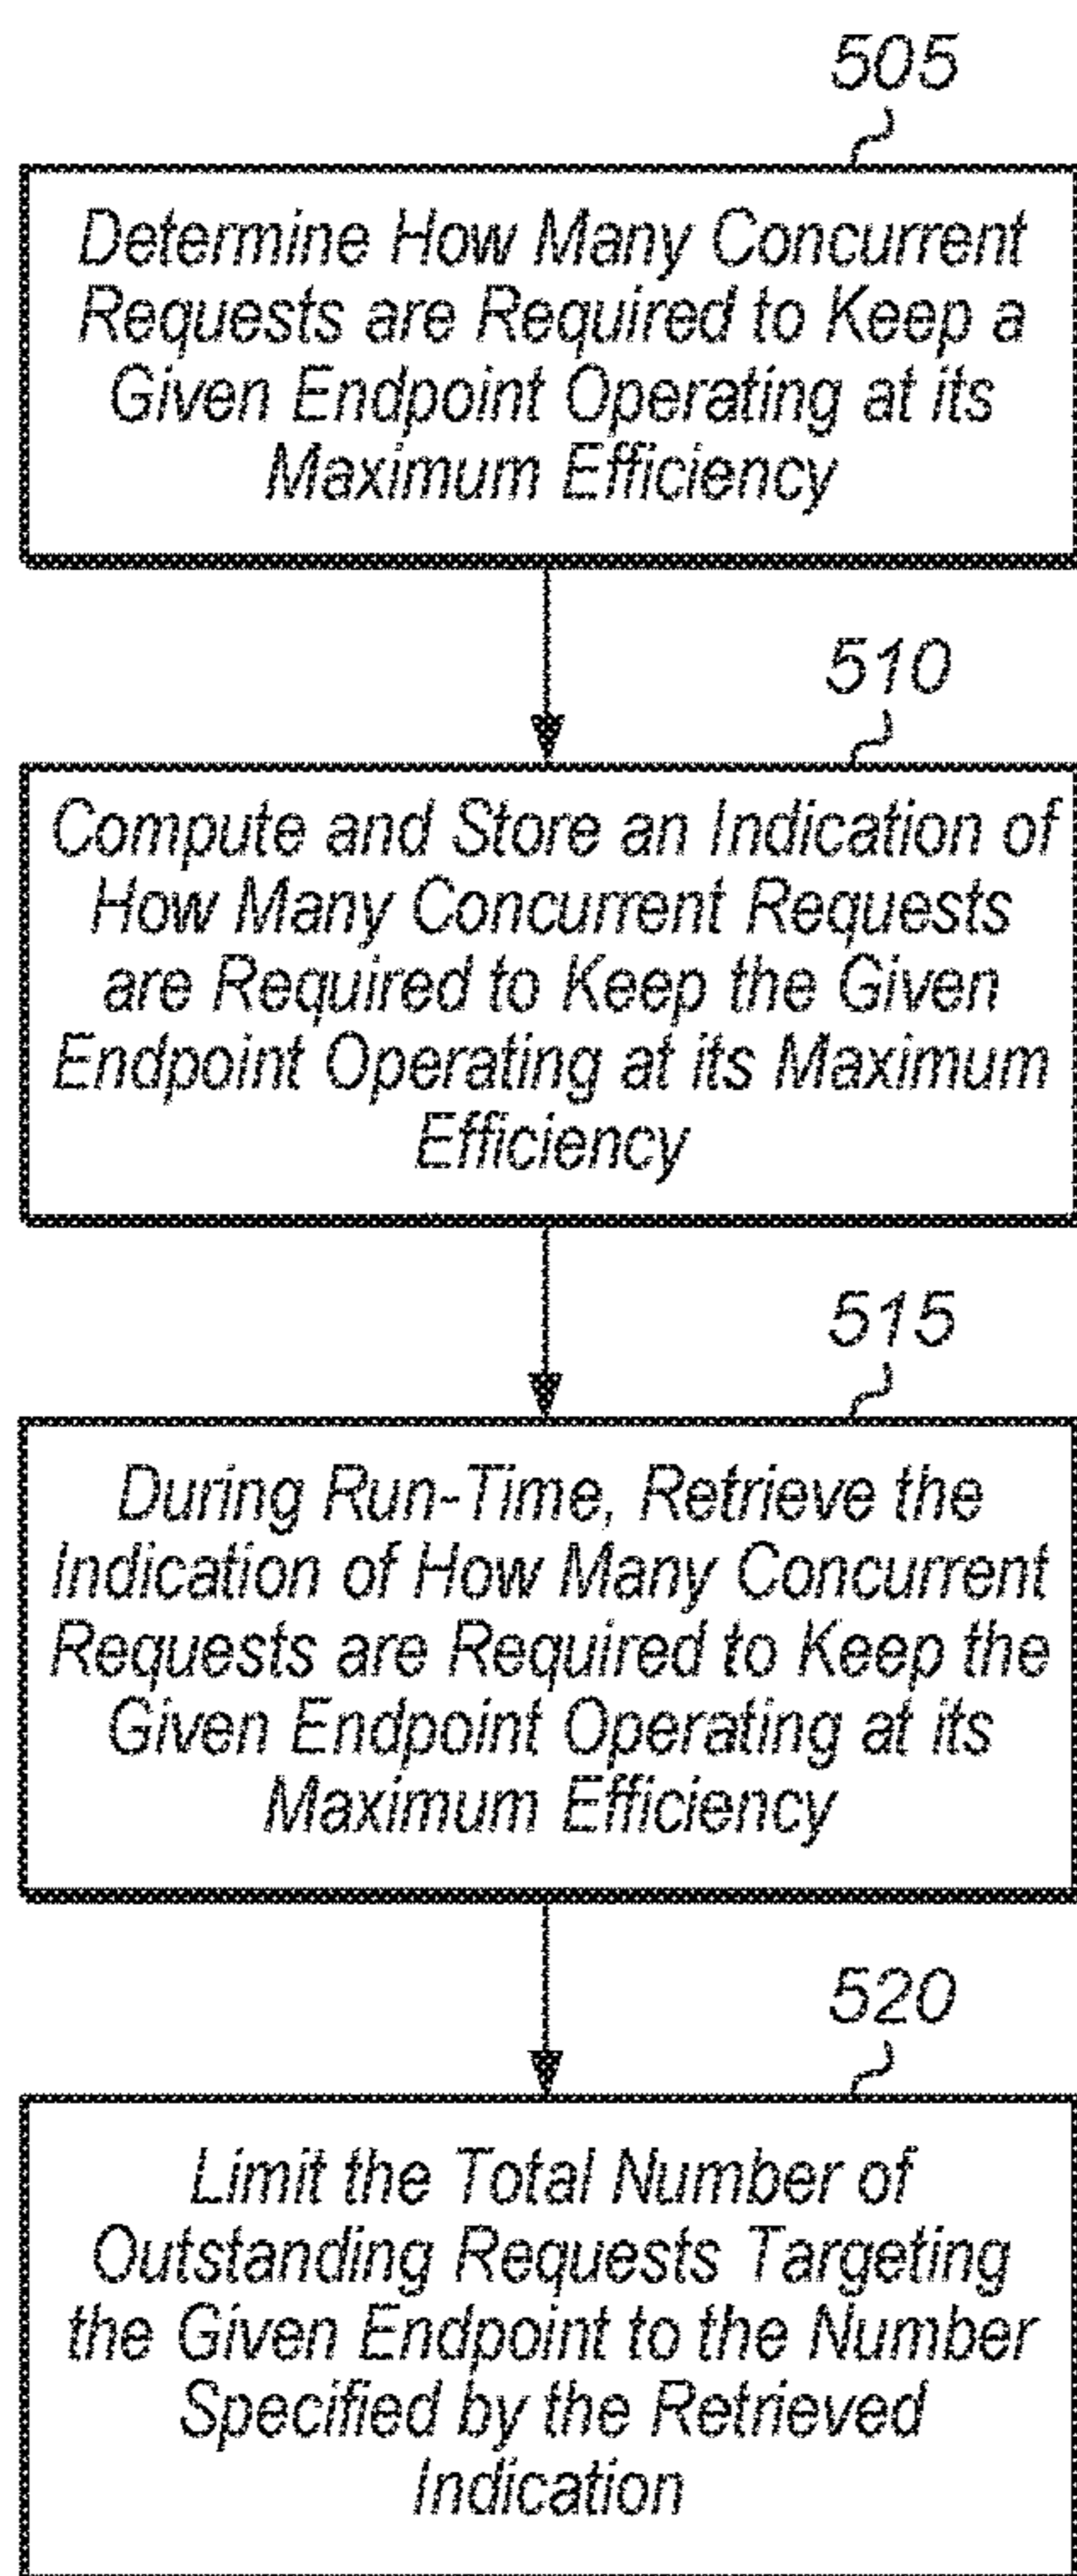 505
Determine How Many Concurrent
Requests are Required to Keep a
Given Endpoint Operating at its
Maximum Efficiency
510
Compute and Store an Indication of
How Many Concurrent Requests
are Required to Keep the Given
Endpoint Operating at its Maximum
Efficiency
515
During Run-Time, Retrieve the
Indication of How Many Concurrent
Requests are Required to Keep the
Given Endpoint Operating at its
Maximum Efficiency
520
Limit the Total Number of
Outstanding Requests Targeting
the Given Endpoint to the Number
Specified by the Retrieved
Indication